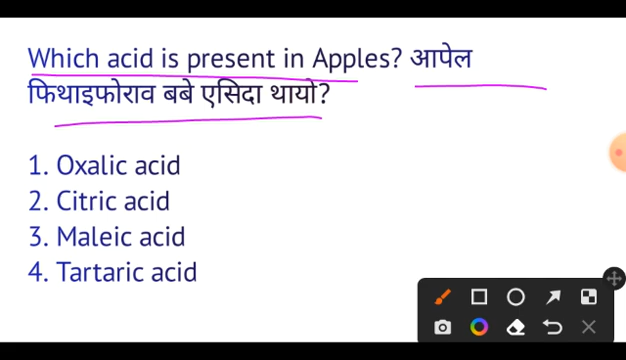 Which acid is present in Apples? आपेल
फिथाइफोराव बबे एसिदा थायो?
1. Oxalic acid
2. Citric acid
3. Maleic acid
4. Tartaric acid